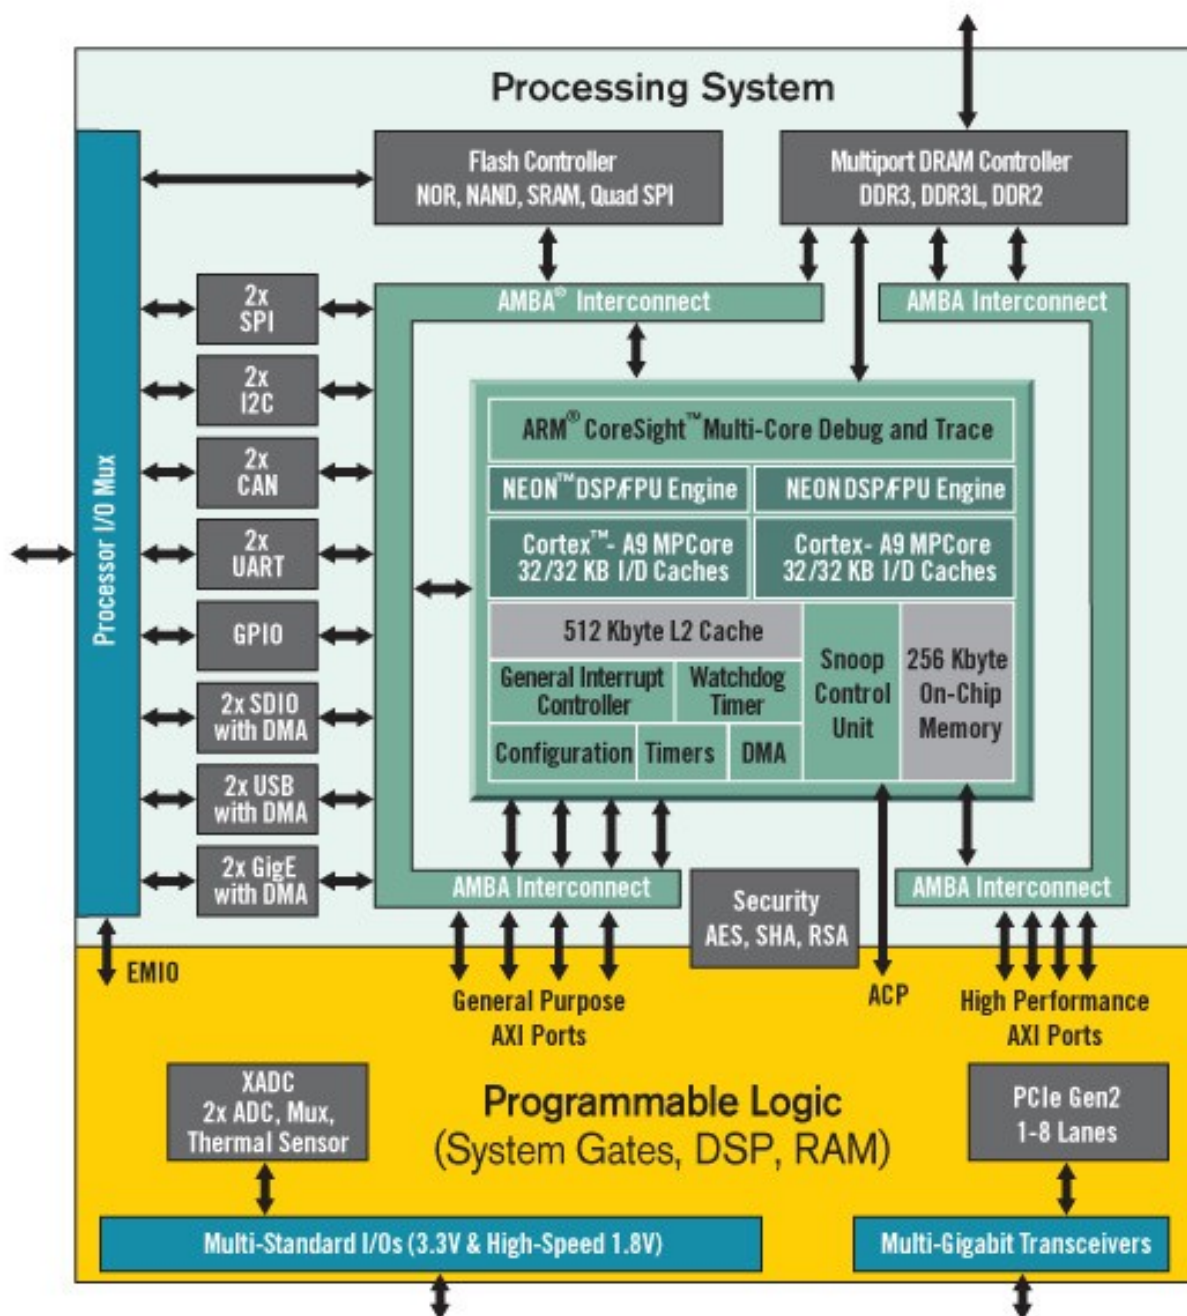 Processing System
Flash Controller
NOR, NAND, SRAM, Quad SPI
Multiport DRAM Controller
DDR3, DDR3L, DDR2
Processor I/O Mux
2x
SPI
2x
I2C
2x
CAN
2x
UART
GPIO
2x SDIO
with DMA
2x USB
with DMA
2x GigE
with DMA
AMBA® Interconnect
AMBA Interconnect
ARM® CoreSight™ Multi-Core Debug and Trace
NEON™ DSP/FPU Engine
NEON DSP/FPU Engine
Cortex™- A9 MPCore
32/32 KB I/D Caches
Cortex- A9 MPCore
32/32 KB I/D Caches
512 Kbyte L2 Cache
General Interrupt
Controller
Watchdog
Timer
Configuration
Timers
DMA
Snoop
Control
Unit
256 Kbyte
On-Chip
Memory
AMBA Interconnect
Security
AES, SHA, RSA
AMBA Interconnect
EMIO
General Purpose
AXI Ports
ACP
High Performance
AXI Ports
XADC
2x ADC, Mux,
Thermal Sensor
Programmable Logic
(System Gates, DSP, RAM)
PCIe Gen2
1-8 Lanes
Multi-Standard I/Os (3.3V & High-Speed 1.8V)
Multi-Gigabit Transceivers